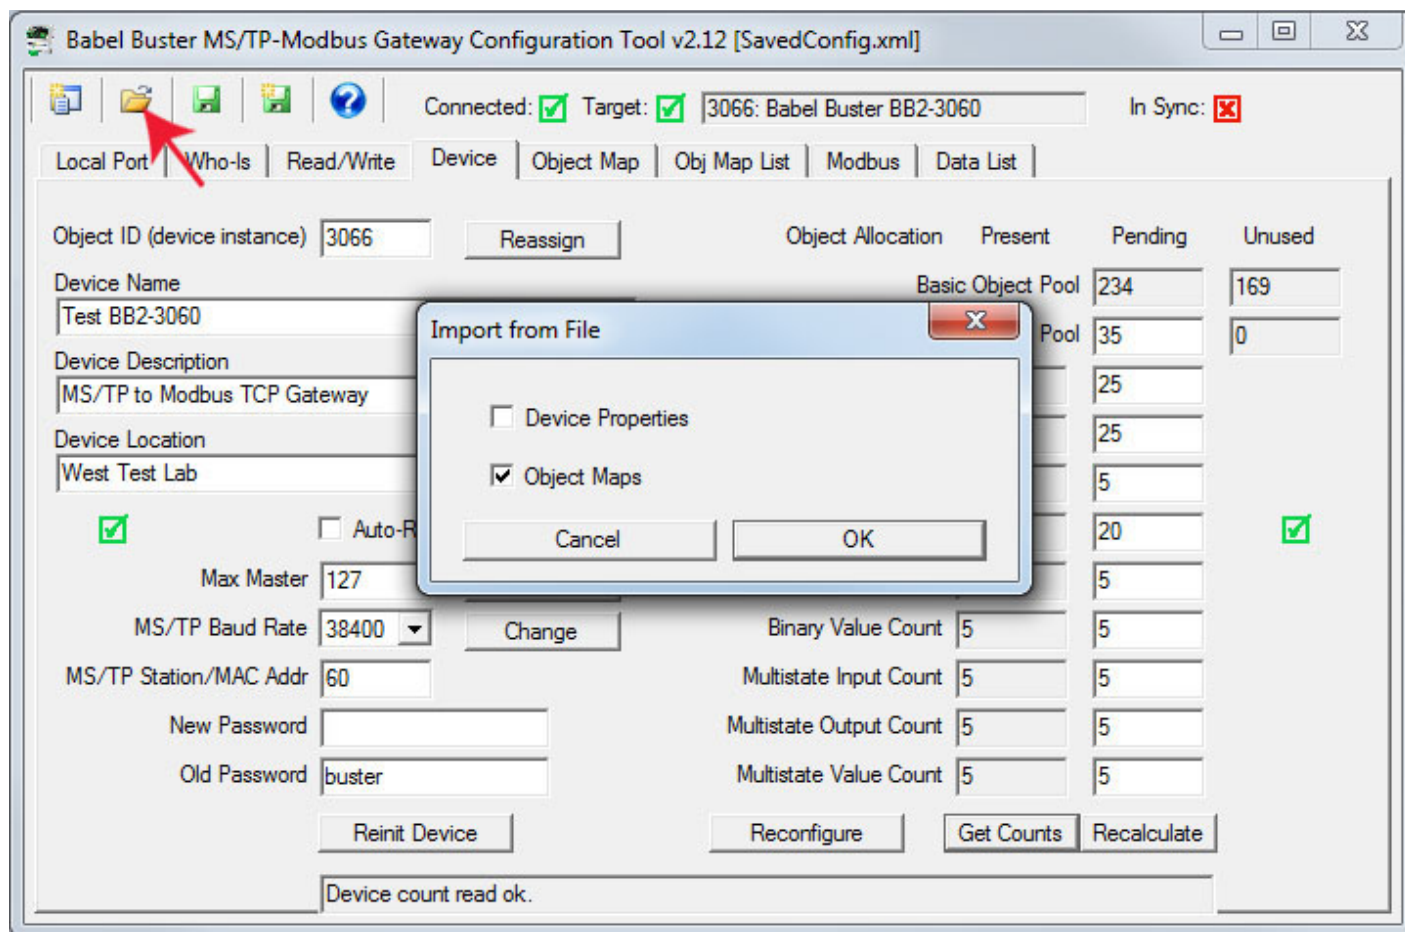 Babel Buster MS/TP-Modbus Gateway Configuration Tool v2.12 [SavedConfig.xml]
Connected: Target: 3066: Babel Buster BB2-3060 In Sync:
Local Port Who-Is Read/Write Device Object Map Obj Map List Modbus Data List
Object ID (device instance) 3066 Reassign Object Allocation Present Pending Unused
Device Name
Basic Object Pool 234 169
Test BB2-3060
Import from File
Pool 35 0
Device Description
MS/TP to Modbus TCP Gateway
25
Device Properties
Device Location
25
West Test Lab
Object Maps
5
Auto-R
Cancel OK
20
Max Master 127
5
MS/TP Baud Rate 38400 Change Binary Value Count 5 5
MS/TP Station/MAC Addr 60 Multistate Input Count 5 5
New Password Multistate Output Count 5 5
Old Password buster Multistate Value Count 5 5
Reinit Device Reconfigure Get Counts Recalculate
Device count read ok.